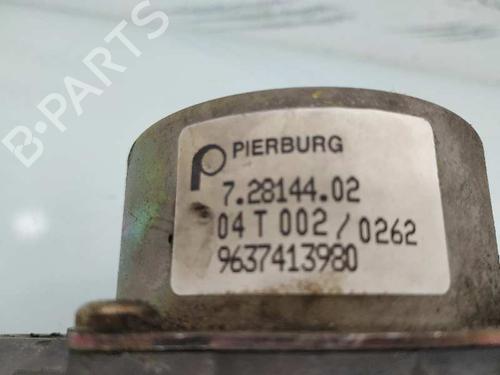 B-PARTS
PIERBURG
7.28144.02
04 T 002 / 0262
9637413980